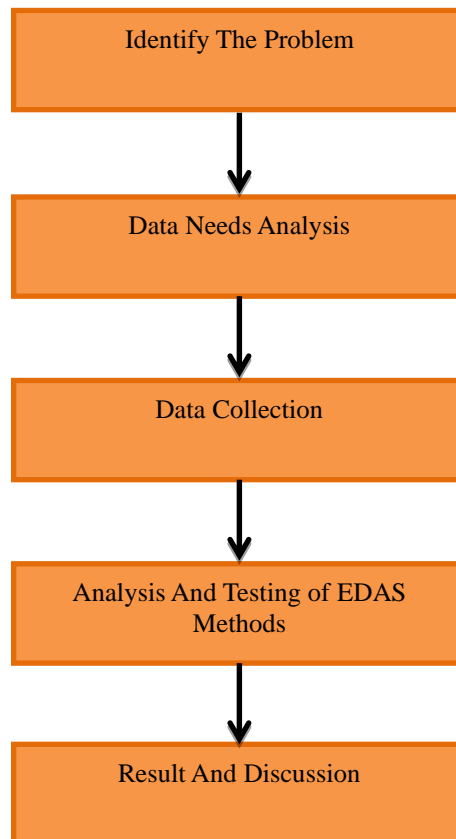 Identify The Problem
Data Needs Analysis
Data Collection
Analysis And Testing of EDAS
Methods
Result And Discussion